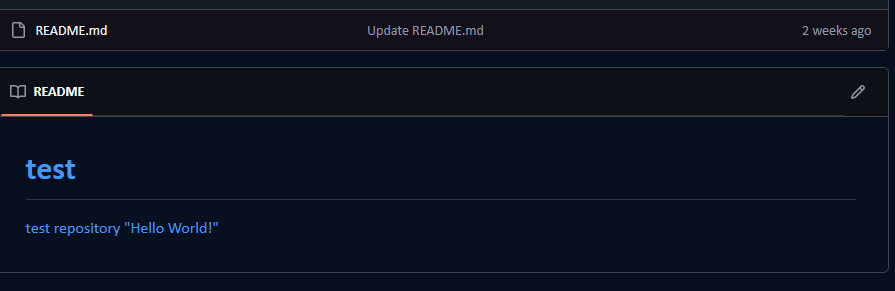 README.md
Update README.md
2 weeks ago
README
test
test repository "Hello World!"